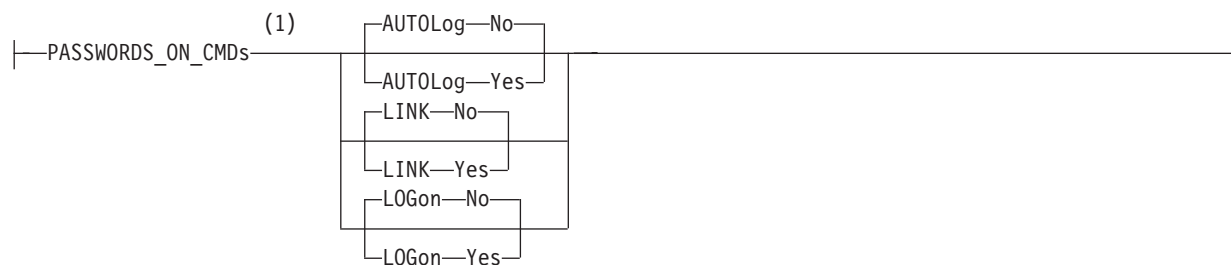 (1)
AUTOLog No
PASSWORDS_ON_CMDs
AUTOLog Yes
LINK No
LINK Yes
LOGon No
LOGon Yes